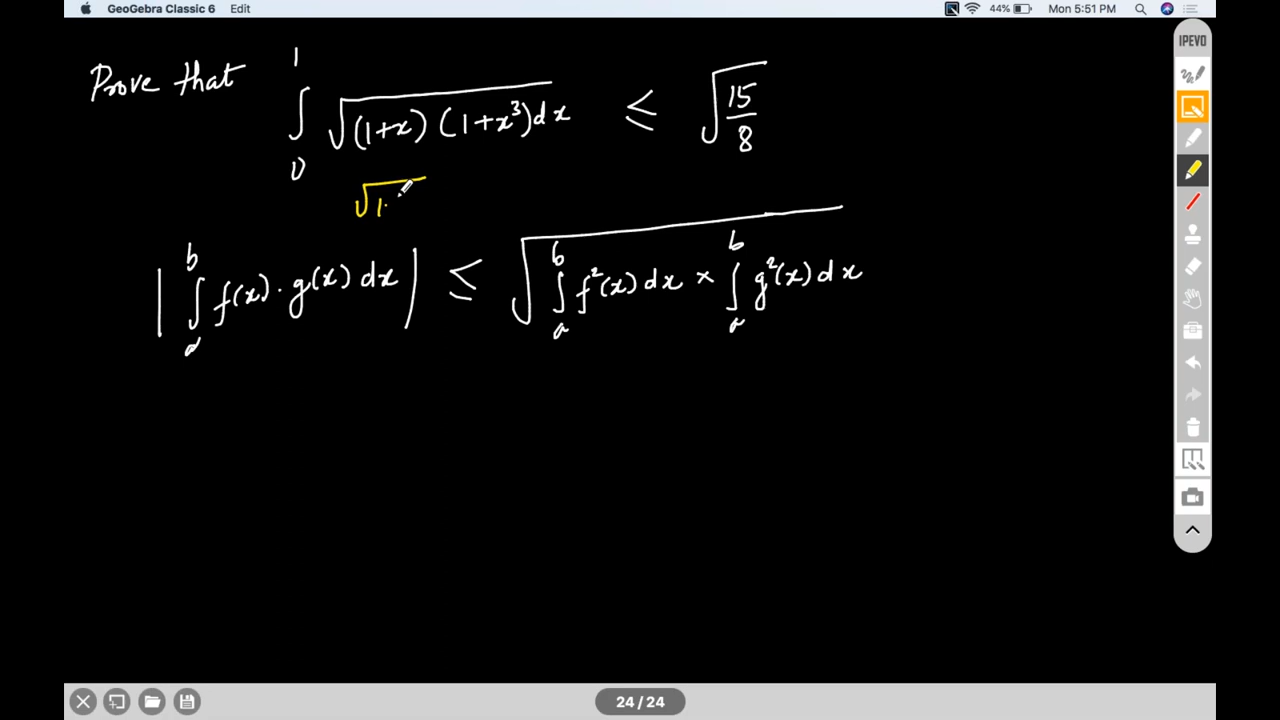 GeoGebra Classic 6 Edit 44% Mon 5:51 PM
IPEVO
Prove that ∫₀¹ √(1+x)(1+x³)dx ≤ √15/8
√1.
|∫ₐᵇ f(x)·g(x)dx| ≤ √∫ₐᵇ f²(x)dx × ∫ₐᵇ g²(x)dx
24/24